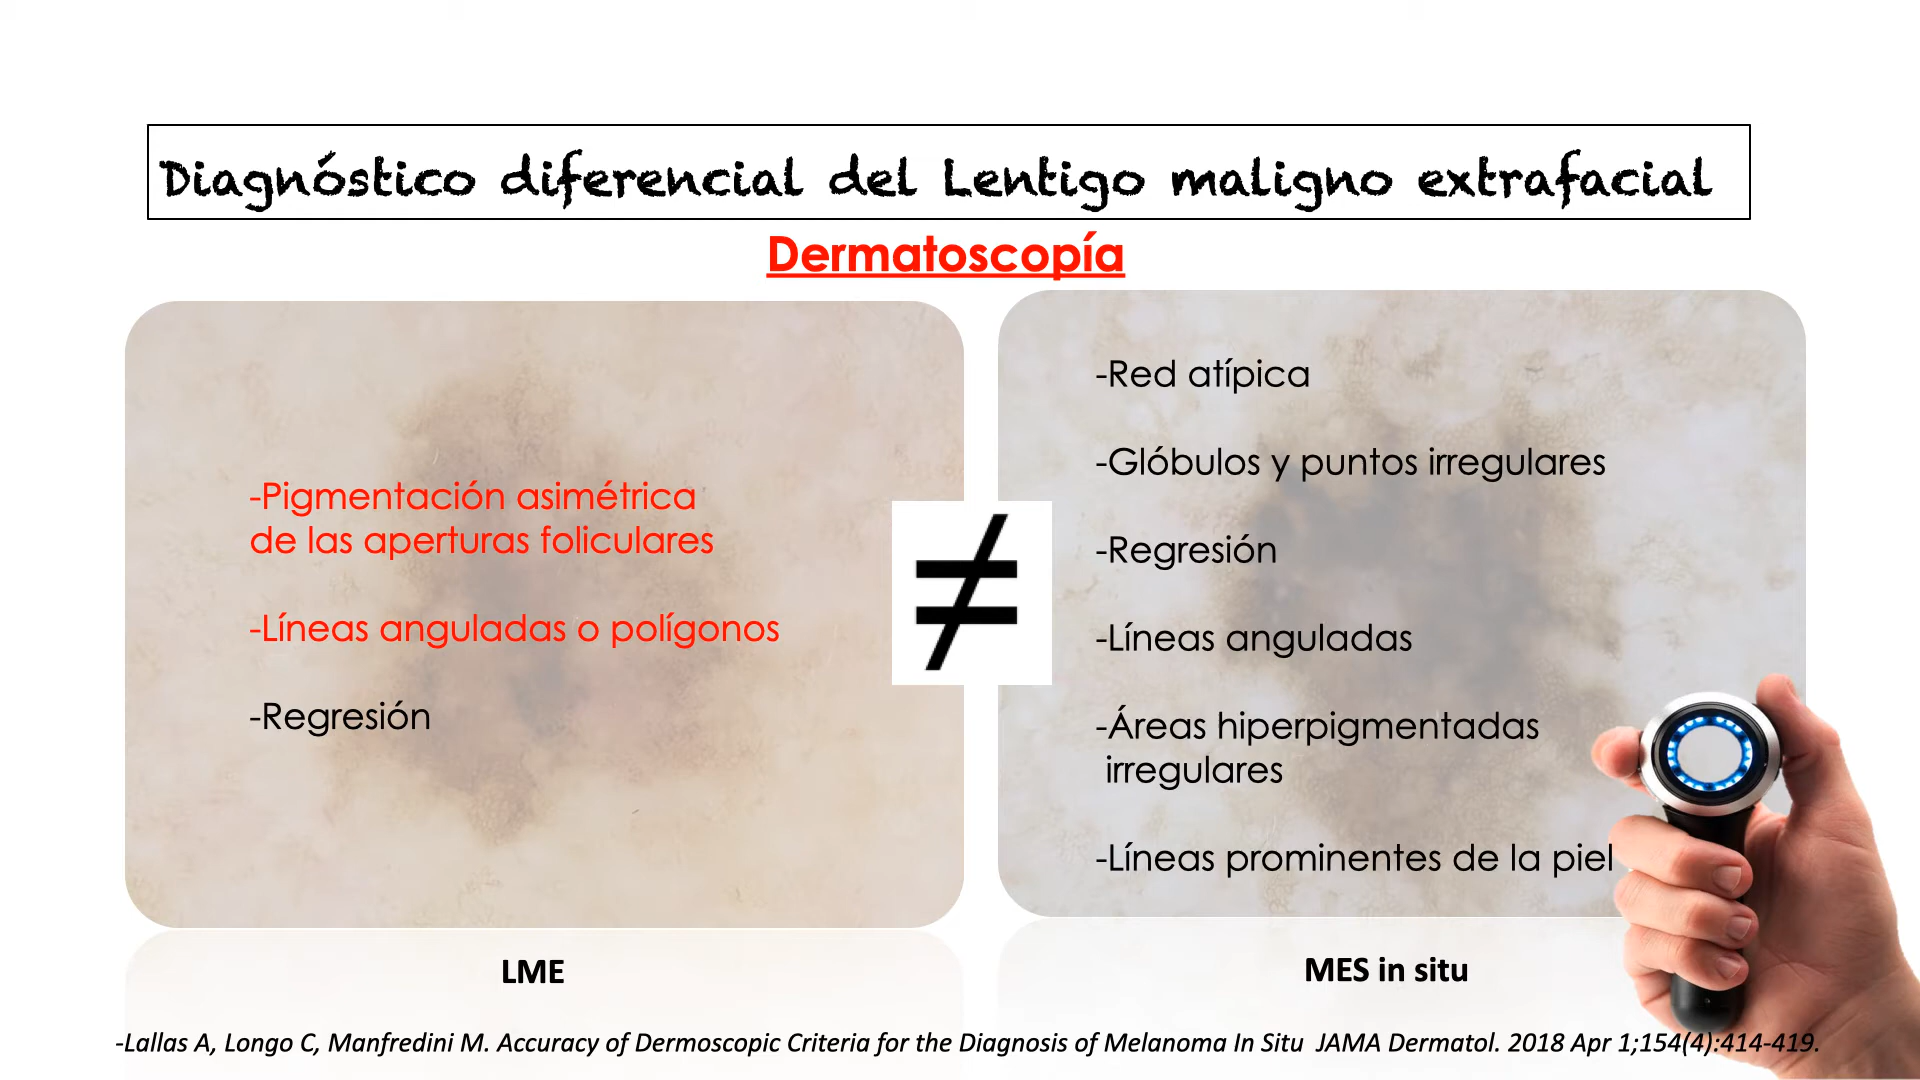 Diagnóstico diferencial del Lentigo maligno extrafacial
Dermatoscopía
-Pigmentación asimétrica
de las aperturas foliculares
-Líneas anguladas o polígonos
-Regresión
≠
-Red atípica
-Glóbulos y puntos irregulares
-Regresión
-Líneas anguladas
-Áreas hiperpigmentadas
irregulares
-Líneas prominentes de la piel
LME
MES in situ
-Lallas A, Longo C, Manfredini M. Accuracy of Dermoscopic Criteria for the Diagnosis of Melanoma In Situ JAMA Dermatol. 2018 Apr 1;154(4):414-419.